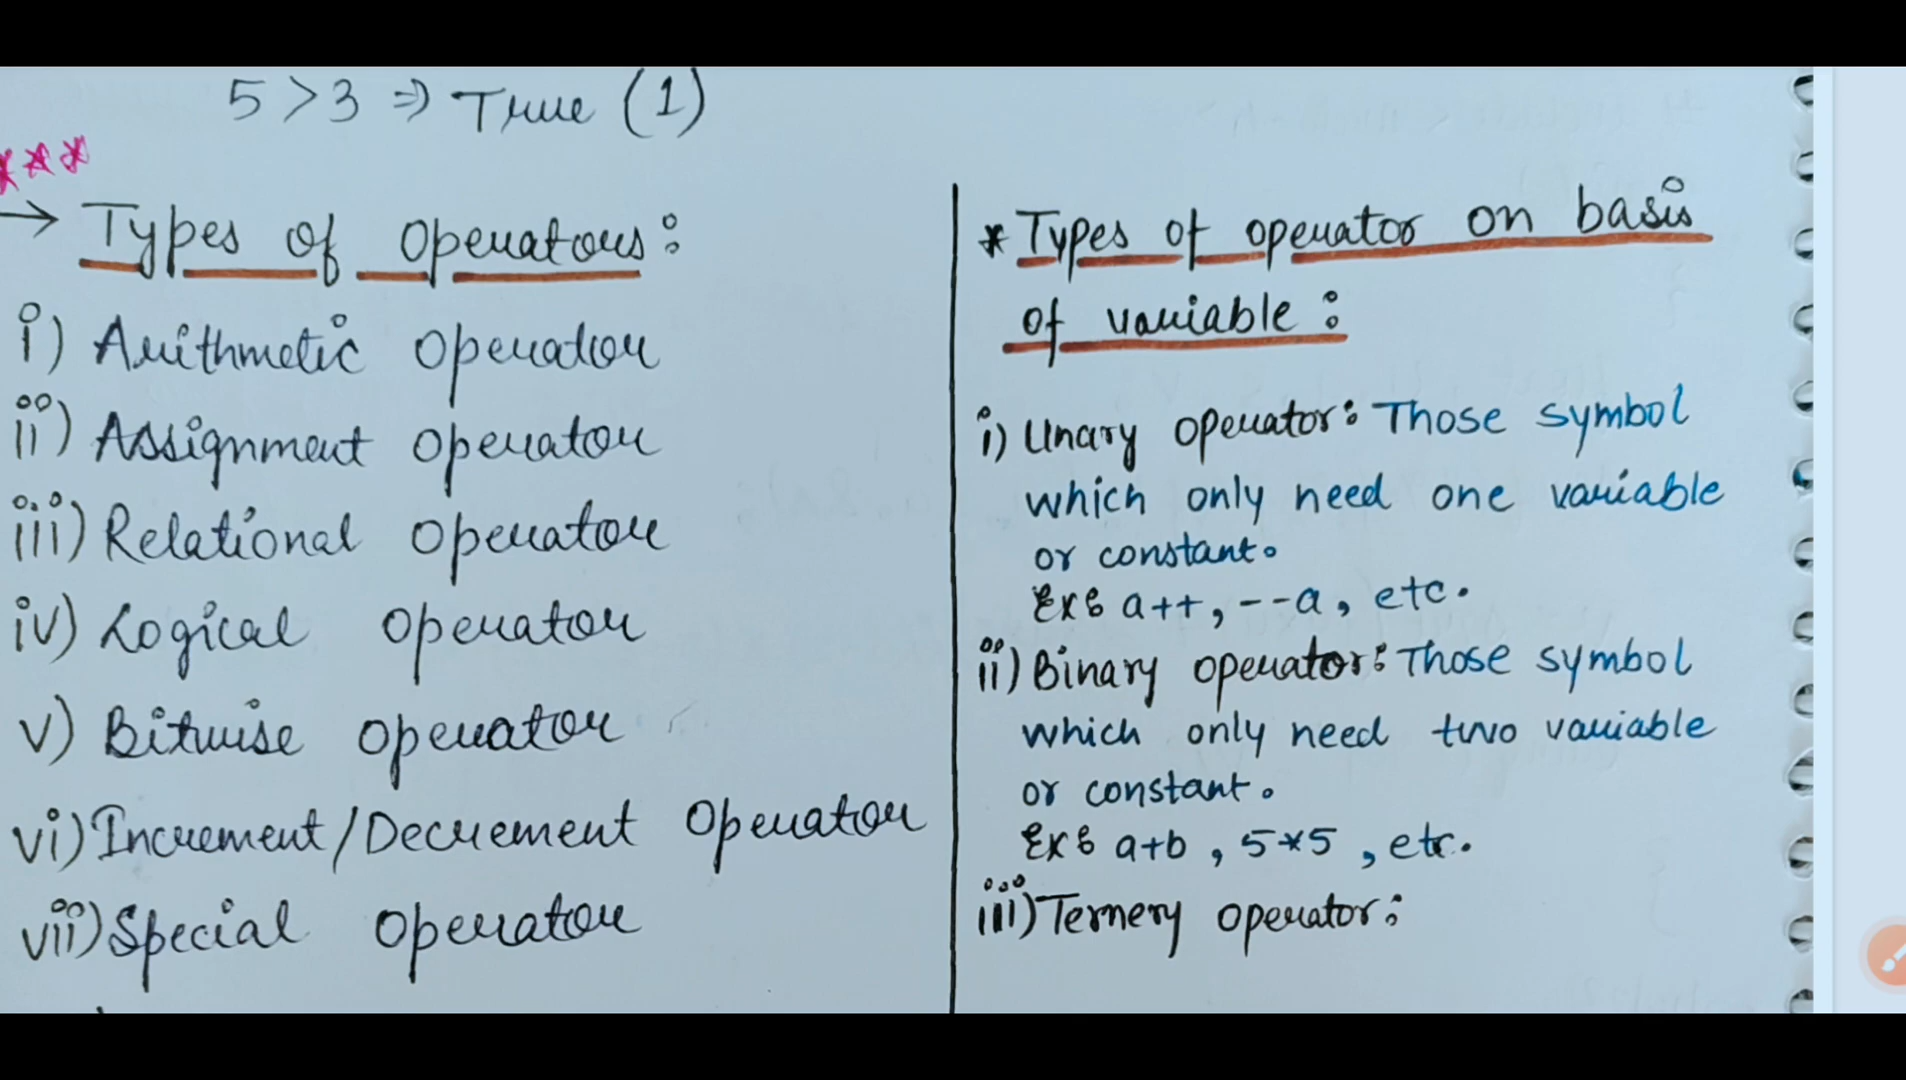 5 > 3 ⇒ True (1)
***
→ Types of Operators:
i) Arithmetic Operator
ii) Assignment Operator
iii) Relational Operator
iv) Logical Operator
v) Bitwise Operator
vi) Increment/Decrement Operator
vii) Special Operator
* Types of operator on basis
of variable:
i) Unary operator: Those symbol
which only need one variable
or constant.
Ex: a++, --a, etc.
ii) Binary operator: Those symbol
which only need two variable
or constant.
Ex: a+b, 5*5, etc.
iii) Ternery operator: